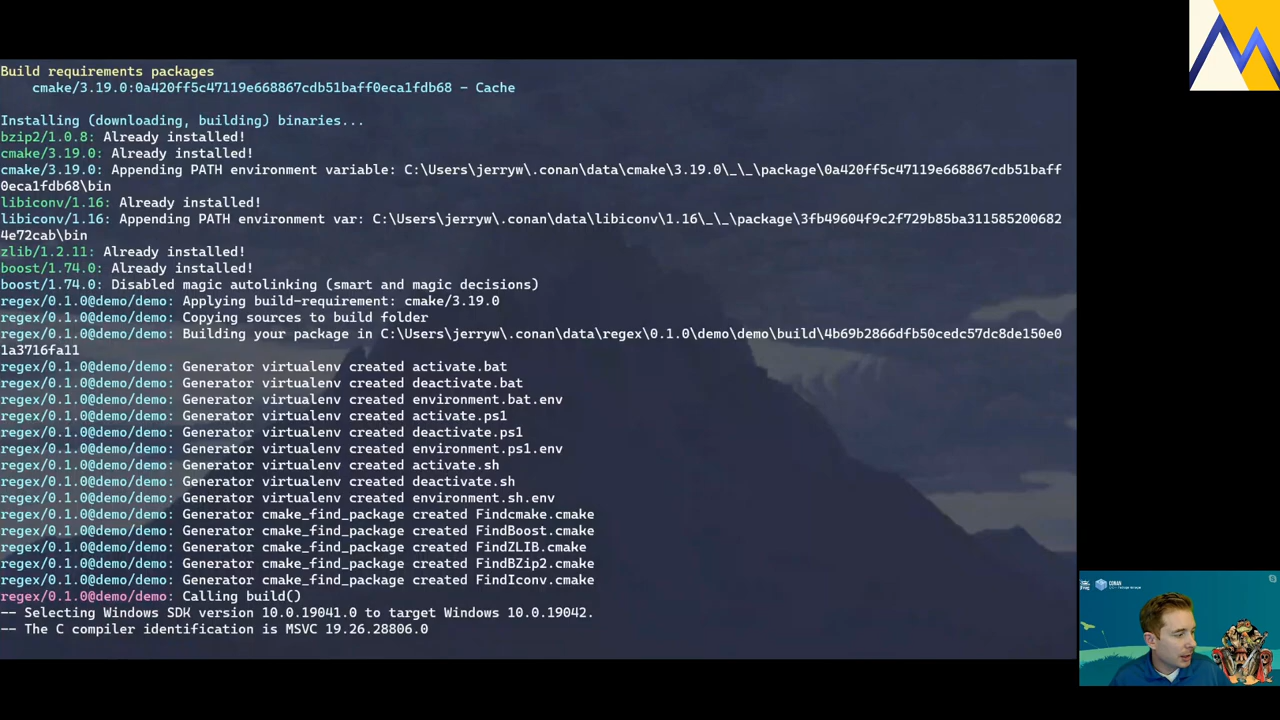 Build requirements packages
cmake/3.19.0:0a420ff5c47119e668867cdb51baff0eca1fdb68 - Cache
Installing (downloading, building) binaries...
bzip2/1.0.8: Already installed!
cmake/3.19.0: Already installed!
cmake/3.19.0: Appending PATH environment variable: C:\Users\jerryw\.conan\data\cmake\3.19.0\_\_\package\0a420ff5c47119e668867cdb51baff
0eca1fdb68\bin
libiconv/1.16: Already installed!
libiconv/1.16: Appending PATH environment var: C:\Users\jerryw\.conan\data\libiconv\1.16\_\_\package\3fb49604f9c2f729b85ba311585200682
4e72cab\bin
zlib/1.2.11: Already installed!
boost/1.74.0: Already installed!
boost/1.74.0: Disabled magic autolinking (smart and magic decisions)
regex/0.1.0@demo/demo: Applying build-requirement: cmake/3.19.0
regex/0.1.0@demo/demo: Copying sources to build folder
regex/0.1.0@demo/demo: Building your package in C:\Users\jerryw\.conan\data\regex\0.1.0\demo\demo\build\4b69b2866dfb50cedc57dc8de150e0
1a3716fa11
regex/0.1.0@demo/demo: Generator virtualenv created activate.bat
regex/0.1.0@demo/demo: Generator virtualenv created deactivate.bat
regex/0.1.0@demo/demo: Generator virtualenv created environment.bat.env
regex/0.1.0@demo/demo: Generator virtualenv created activate.ps1
regex/0.1.0@demo/demo: Generator virtualenv created deactivate.ps1
regex/0.1.0@demo/demo: Generator virtualenv created environment.ps1.env
regex/0.1.0@demo/demo: Generator virtualenv created activate.sh
regex/0.1.0@demo/demo: Generator virtualenv created deactivate.sh
regex/0.1.0@demo/demo: Generator virtualenv created environment.sh.env
regex/0.1.0@demo/demo: Generator cmake_find_package created Findcmake.cmake
regex/0.1.0@demo/demo: Generator cmake_find_package created FindBoost.cmake
regex/0.1.0@demo/demo: Generator cmake_find_package created FindZLIB.cmake
regex/0.1.0@demo/demo: Generator cmake_find_package created FindBZip2.cmake
regex/0.1.0@demo/demo: Generator cmake_find_package created FindIconv.cmake
regex/0.1.0@demo/demo: Calling build()
-- Selecting Windows SDK version 10.0.19041.0 to target Windows 10.0.19042.
-- The C compiler identification is MSVC 19.26.28806.0
CONAN